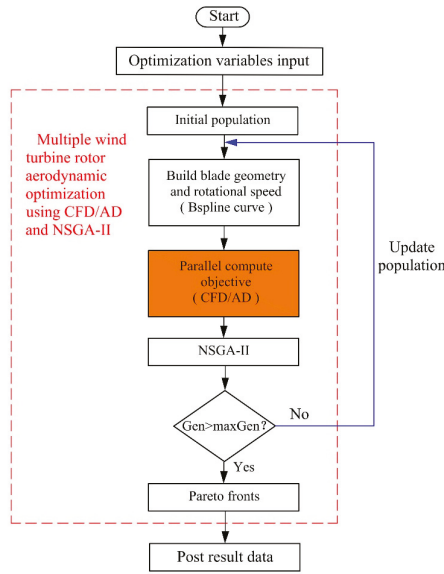 Start
Optimization variables input
Initial population
Multiple wind
turbine rotor
aerodynamic
optimization
using CFD/AD
and NSGA-II
Build blade geometry
and rotational speed
( Bspline curve )
Update
population
Parallel compute
objective
( CFD/AD )
NSGA-II
Gen>maxGen?
No
Yes
Pareto fronts
Post result data